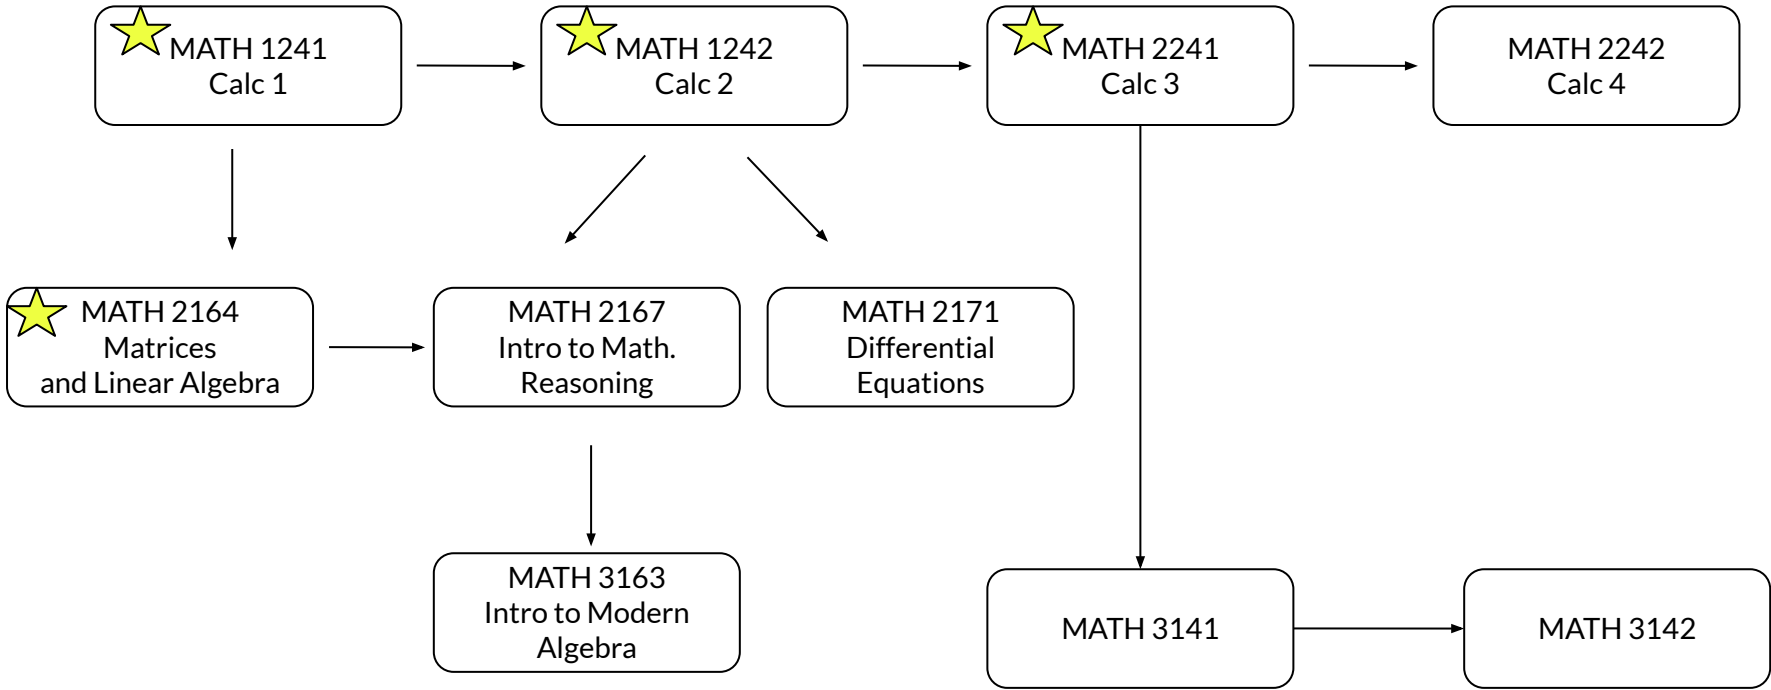 MATH 1241
Calc 1
MATH 1242
Calc 2
MATH 2241
Calc 3
MATH 2242
Calc 4
MATH 2164
Matrices
and Linear Algebra
MATH 2167
Intro to Math.
Reasoning
MATH 2171
Differential
Equations
MATH 3163
Intro to Modern
Algebra
MATH 3141
MATH 3142